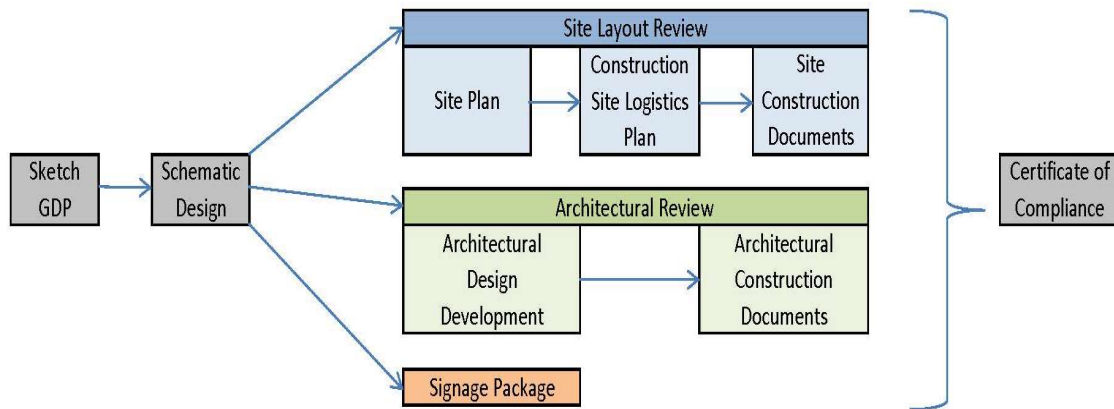 Sketch
GDP
Schematic
Design
Site Layout Review
Site Plan
Construction
Site Logistics
Plan
Site
Construction
Documents
Architectural Review
Architectural
Design
Development
Architectural
Construction
Documents
Signage Package
Certificate of
Compliance